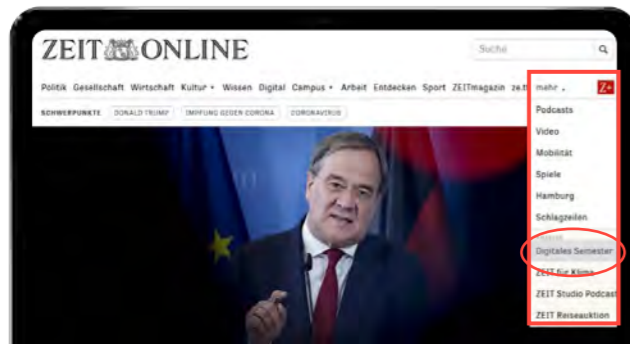 ZEIT ONLINE
Suche
Politik Gesellschaft Wirtschaft Kultur Wissen Digital Campus Arbeit Entdecken Sport ZEITmagazin ze.tt mehr Z+
SCHWERPUNKTE DONALD TRUMP IMPFUNG GEGEN CORONA CORONAVIRUS
Podcasts
Video
Mobilität
Spiele
Hamburg
Schlagzeilen
Digitales Semester
ZEIT für Klima
ZEIT Studio Podcast
ZEIT Reiseauktion